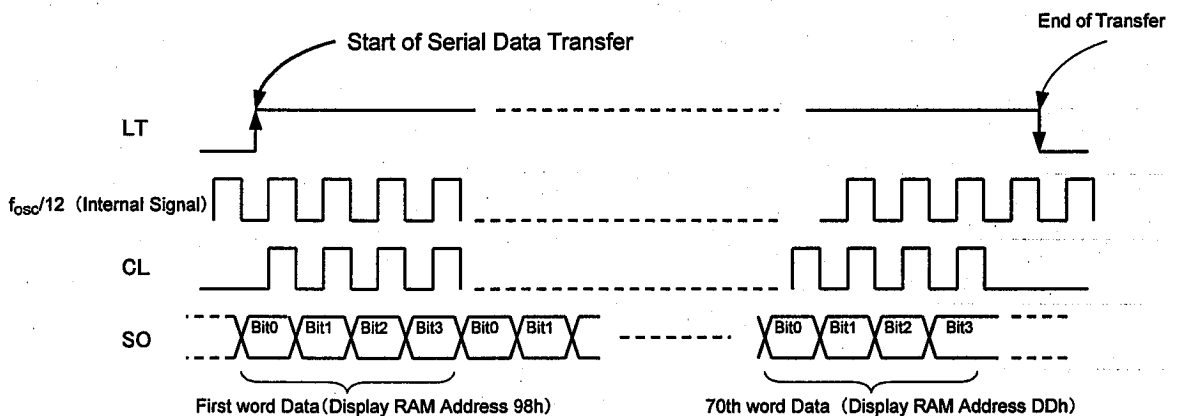 End of Transfer
Start of Serial Data Transfer
LT
fosc/12 (Internal Signal)
CL
SO
Bit0 Bit1 Bit2 Bit3 Bit0 Bit1 Bit0 Bit1 Bit2 Bit3
First word Data(Display RAM Address 98h) 70th word Data (Display RAM Address DDh)